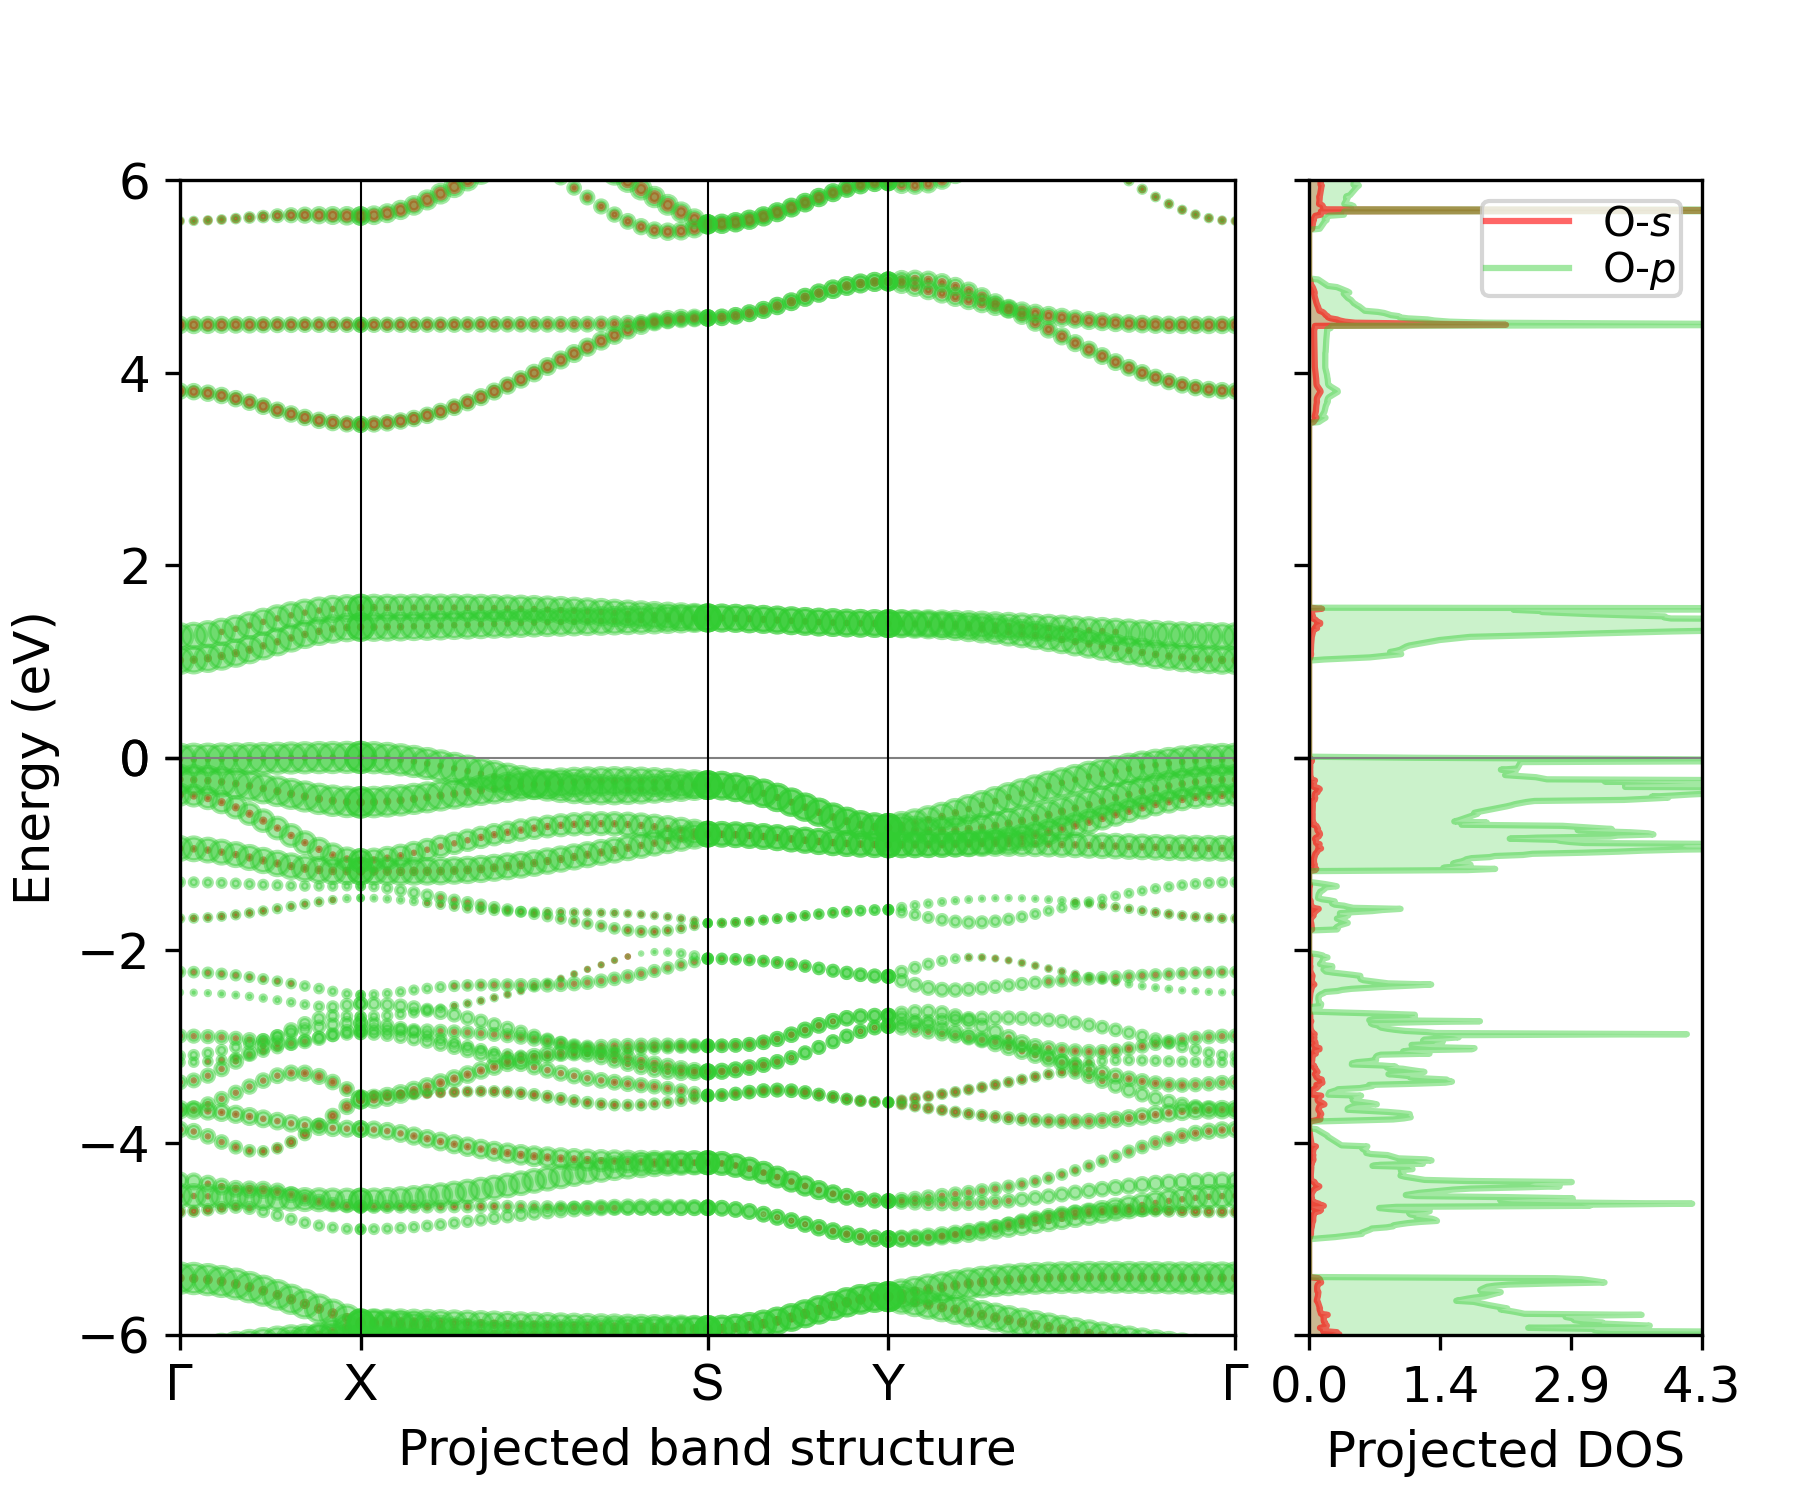 6
4
2
0
−2
−4
−6
Energy (eV)
Γ
X
S
Y
Γ
Projected band structure
O-s
O-p
0.0
1.4
2.9
4.3
Projected DOS